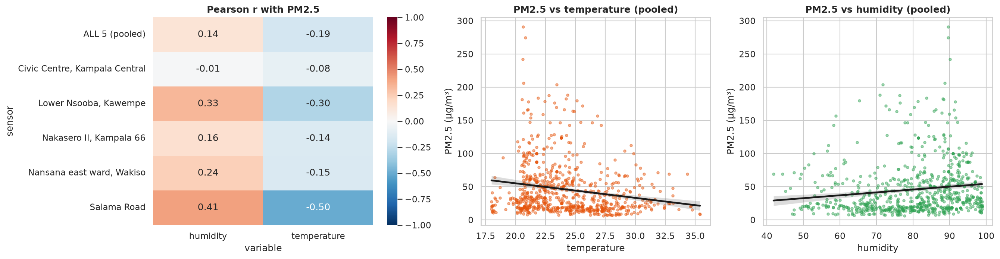 Pearson r with PM2.5
sensor
ALL 5 (pooled)
0.14
-0.19
Civic Centre, Kampala Central
-0.01
-0.08
Lower Nsooba, Kawempe
0.33
-0.30
Nakasero II, Kampala 66
0.16
-0.14
Nansana east ward, Wakiso
0.24
-0.15
Salama Road
0.41
-0.50
humidity
temperature
variable
1.00
0.75
0.50
0.25
0.00
−0.25
−0.50
−0.75
−1.00
PM2.5 vs temperature (pooled)
PM2.5 (µg/m³)
300
250
200
150
100
50
0
17.5 20.0 22.5 25.0 27.5 30.0 32.5 35.0
temperature
PM2.5 vs humidity (pooled)
PM2.5 (µg/m³)
300
250
200
150
100
50
0
40 50 60 70 80 90 100
humidity